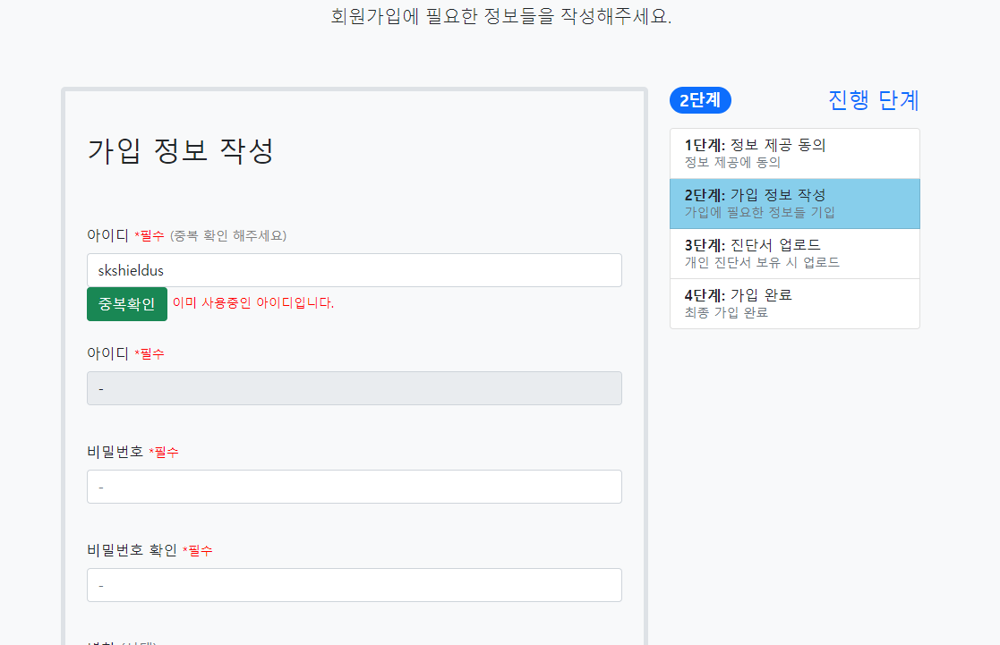 회원가입에 필요한 정보들을 작성해주세요.
가입 정보 작성
아이디 *필수 (중복 확인 해주세요)
skshieldus
중복확인 이미 사용중인 아이디입니다.
아이디 *필수
-
비밀번호 *필수
-
비밀번호 확인 *필수
-
2단계 진행 단계
1단계: 정보 제공 동의
정보 제공에 동의
2단계: 가입 정보 작성
가입에 필요한 정보들 기입
3단계: 진단서 업로드
개인 진단서 보유 시 업로드
4단계: 가입 완료
최종 가입 완료